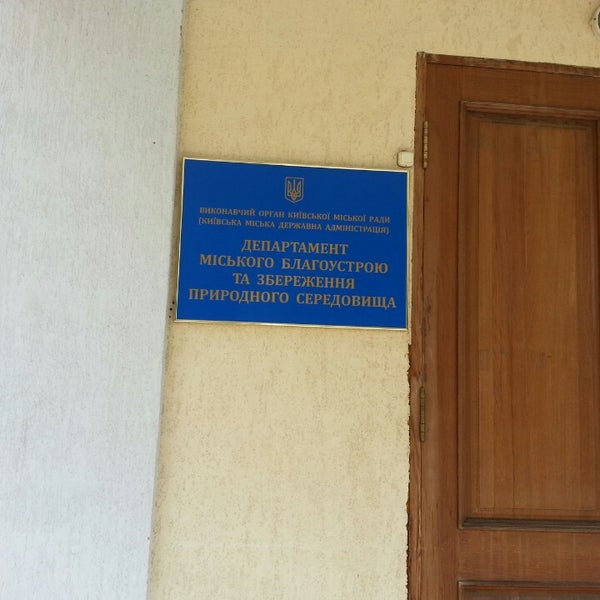 ВИКОНАВЧИЙ ОРГАН КИЇВСЬКОЇ МІСЬКОЇ РАДИ
(КИЇВСЬКА МІСЬКА ДЕРЖАВНА АДМІНІСТРАЦІЯ)
ДЕПАРТАМЕНТ
МІСЬКОГО БЛАГОУСТРОЮ
ТА ЗБЕРЕЖЕННЯ
ПРИРОДНОГО СЕРЕДОВИЩА